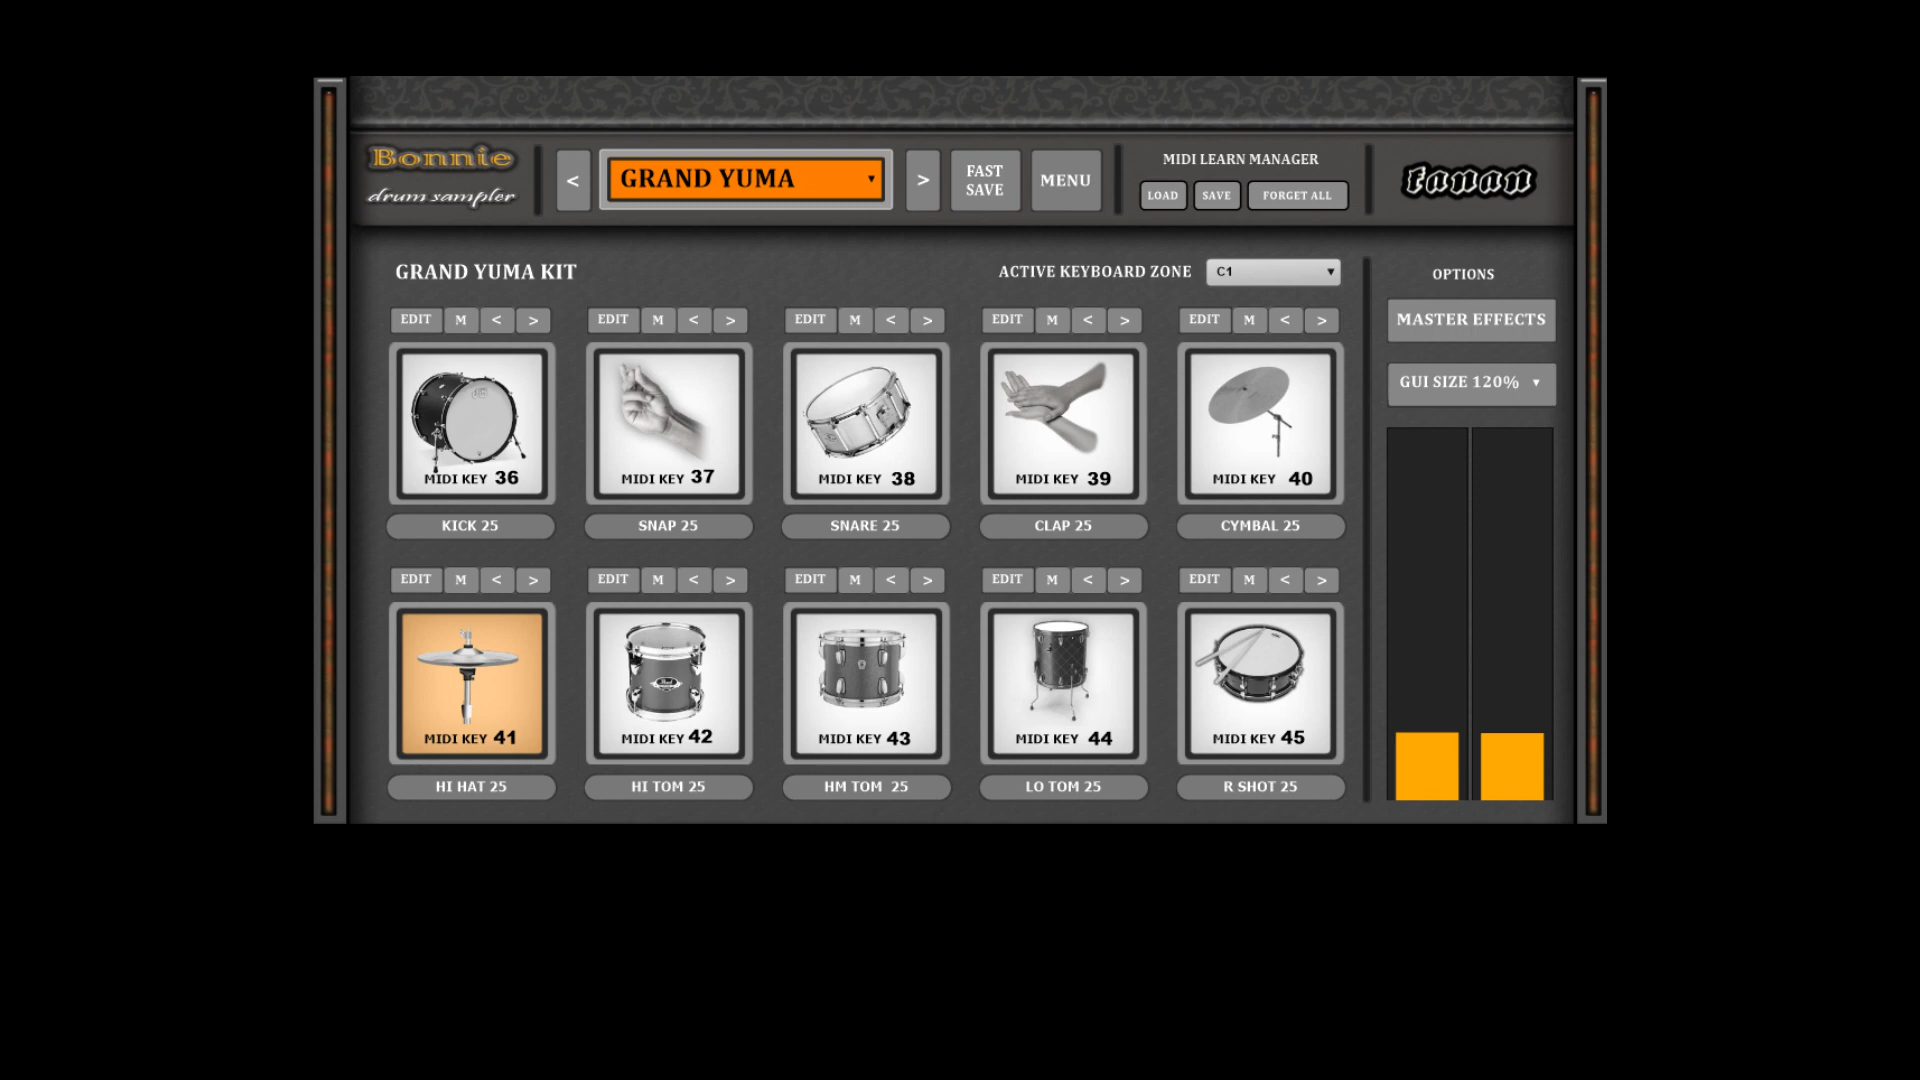 Bonnie
drum sampler
<
GRAND YUMA
>
FAST
SAVE
MENU
MIDI LEARN MANAGER
LOAD
SAVE
FORGET ALL
fanan
GRAND YUMA KIT
ACTIVE KEYBOARD ZONE
C1
OPTIONS
EDIT M < >
EDIT M < >
EDIT M < >
EDIT M < >
EDIT M < >
MASTER EFFECTS
GUI SIZE 120%
MIDI KEY 36
MIDI KEY 37
MIDI KEY 38
MIDI KEY 39
MIDI KEY 40
KICK 25
SNAP 25
SNARE 25
CLAP 25
CYMBAL 25
EDIT M < >
EDIT M < >
EDIT M < >
EDIT M < >
EDIT M < >
MIDI KEY 41
MIDI KEY 42
MIDI KEY 43
MIDI KEY 44
MIDI KEY 45
HI HAT 25
HI TOM 25
HM TOM 25
LO TOM 25
R SHOT 25